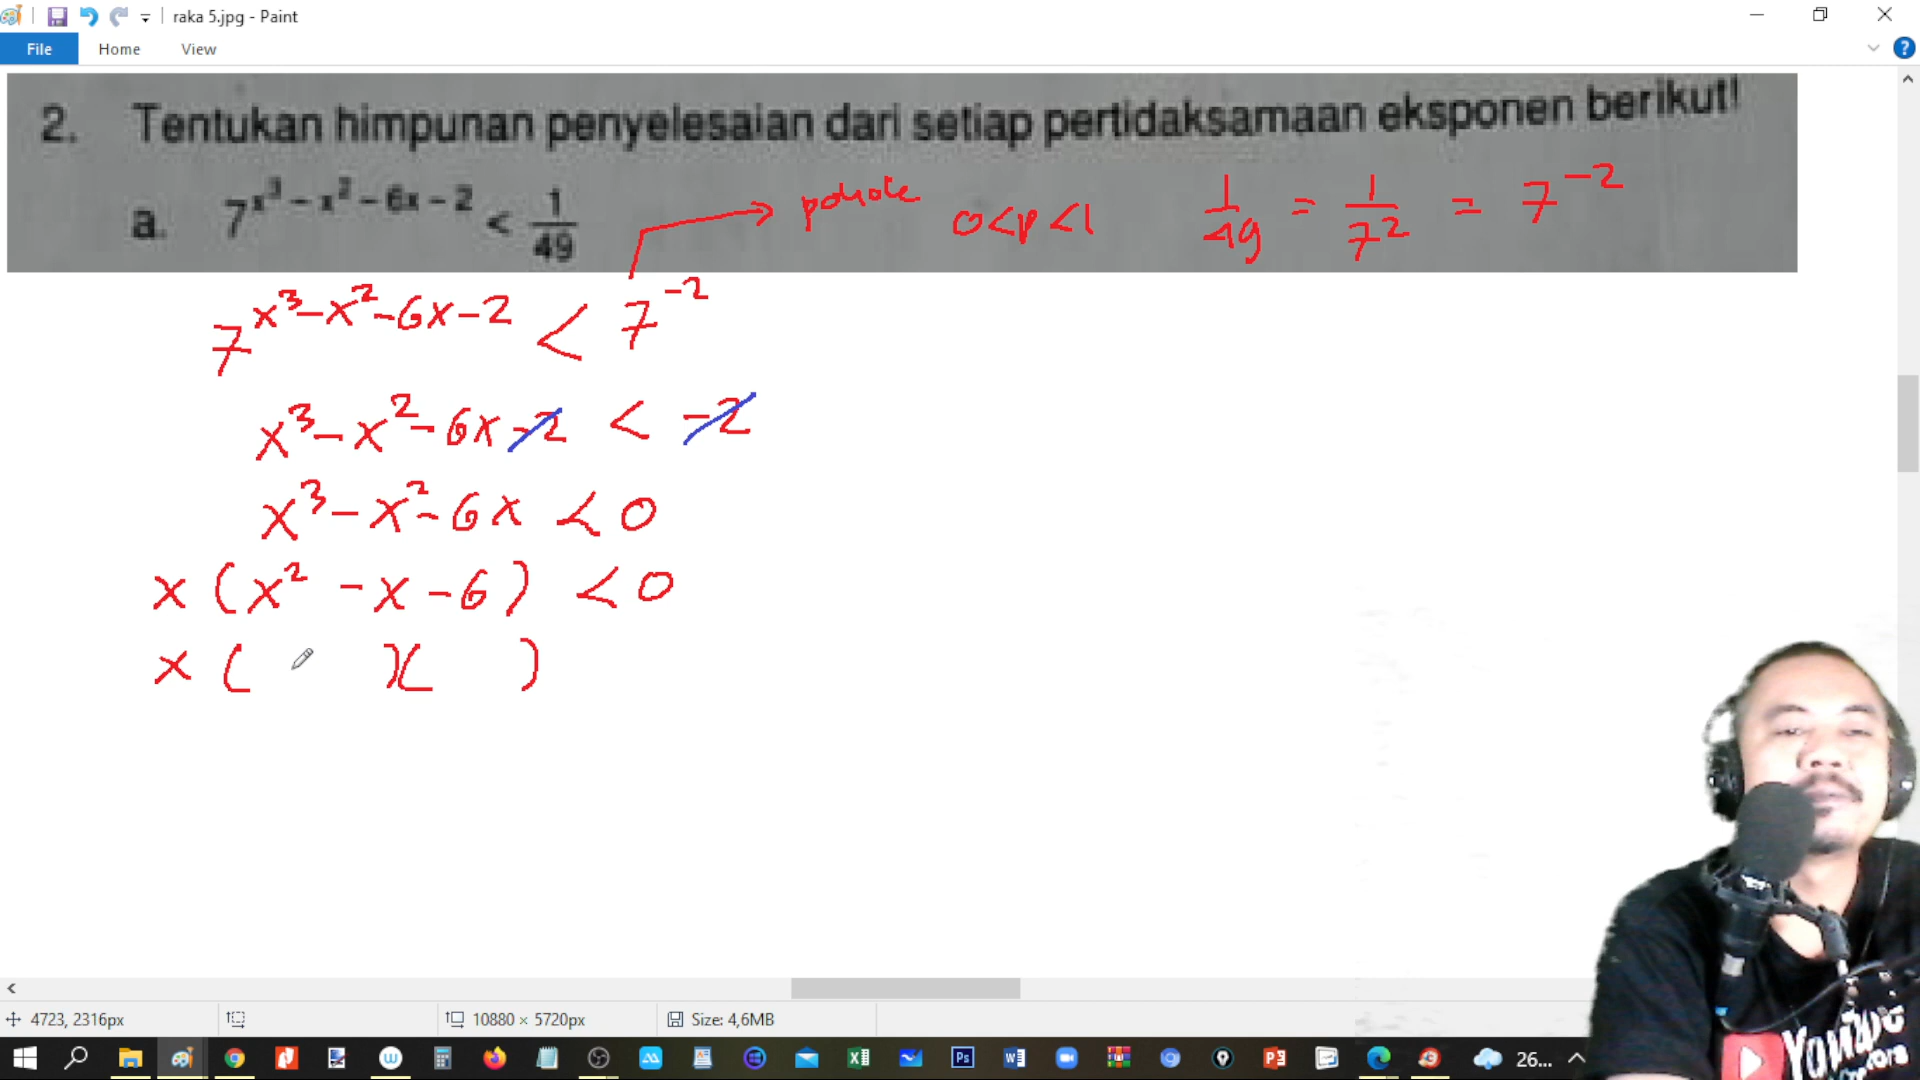 raka 5.jpg - Paint
File Home View
2. Tentukan himpunan penyelesaian dari setiap pertidaksamaan eksponen berikut!
a. 7^{x³ - x² - 6x - 2} < 1/49
pokok 0<p<1 1/49 = 1/7² = 7^{-2}
7^{x³-x²-6x-2} < 7^{-2}
x³-x²-6x-2 < -2
x³-x²-6x < 0
x (x² - x - 6) < 0
x ( )( )
4723, 2316px
10880 × 5720px
Size: 4,6MB
26...